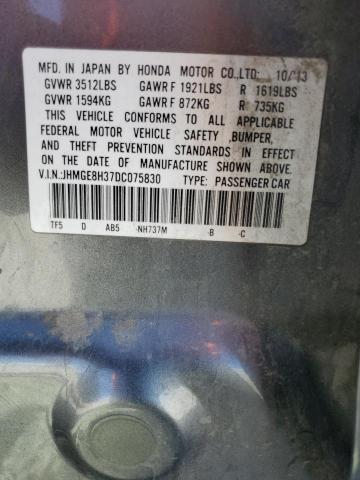 MFD. IN JAPAN BY HONDA MOTOR CO.,LTD. 10/13
GVWR 3512LBS GAWR F 1921LBS R 1619LBS
GVWR 1594KG GAWR F 872KG R 735KG
THIS VEHICLE CONFORMS TO ALL APPLICABLE
FEDERAL MOTOR VEHICLE SAFETY ,BUMPER,
AND THEFT PREVENTION STANDARDS IN EFFECT
ON THE DATE OF MANUFACTURE SHOWN ABOVE.
V.I.N.:JHMGE8H37DC075830 TYPE: PASSENGER CAR
TF5 D AB5 -NH737M -B -C